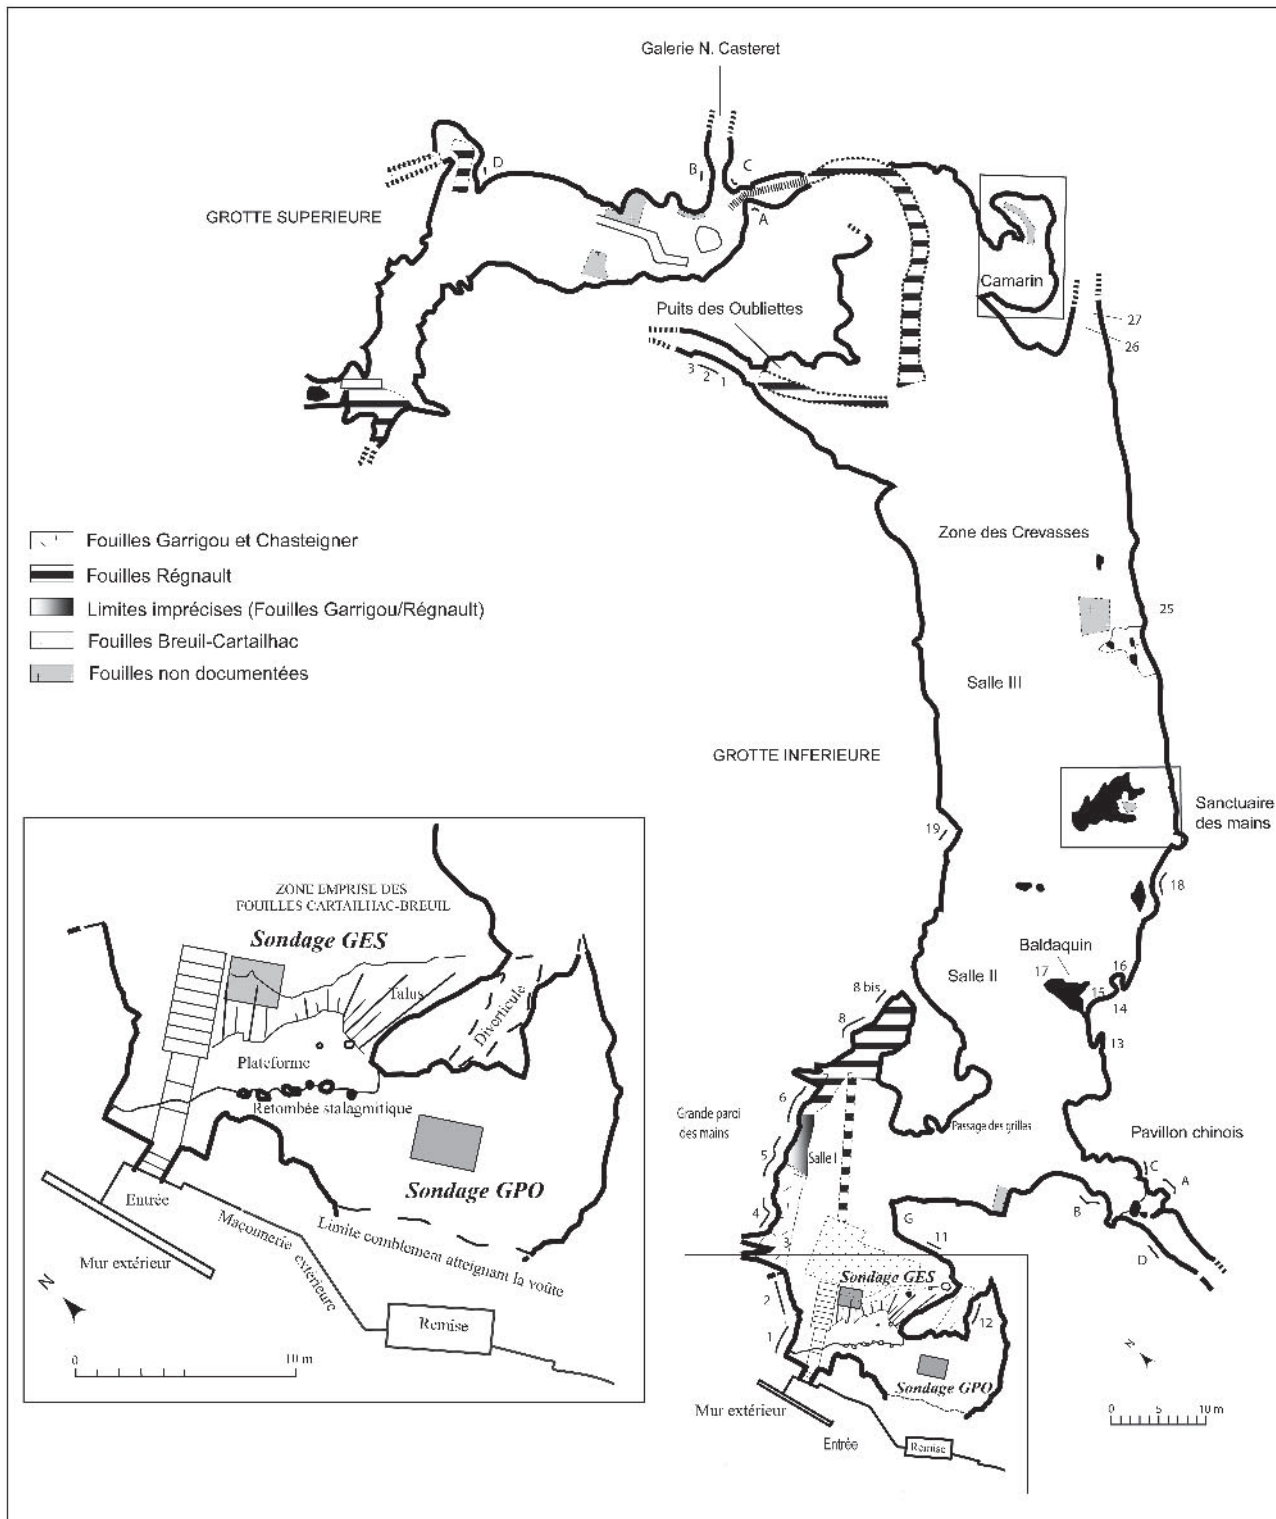 Galerie N. Casteret
D
B
C
A
GROTTE SUPERIEURE
Camarin
Puits des Oubliettes
27
26
3
2
1
Zone des Crevasses
Fouilles Garrigou et Chasteigner
Fouilles Régnault
Limites imprécises (Fouilles Garrigou/Régnault)
Fouilles Breuil-Cartailhac
Fouilles non documentées
25
Salle III
GROTTE INFERIEURE
Sanctuaire
des mains
19
18
Baldaquin
17
16
15
14
13
Salle II
8 bis
8
6
Grande paroi
des mains
Passage des grilles
5
Salle I
4
3
Pavillon chinois
C
A
B
D
G
11
Sondage GES
2
12
1
Sondage GPO
Mur extérieur
Entrée
Remise
N
0 5 10 m
ZONE EMPRISE DES
FOUILLES CARTAILHAC-BREUIL
Sondage GES
Talus
Diverticule
Plateforme
Retombée stalagmitique
Sondage GPO
Entrée
Maçonnerie extérieure
Limite comblement atteignant la voûte
Mur extérieur
N
Remise
0 10 m